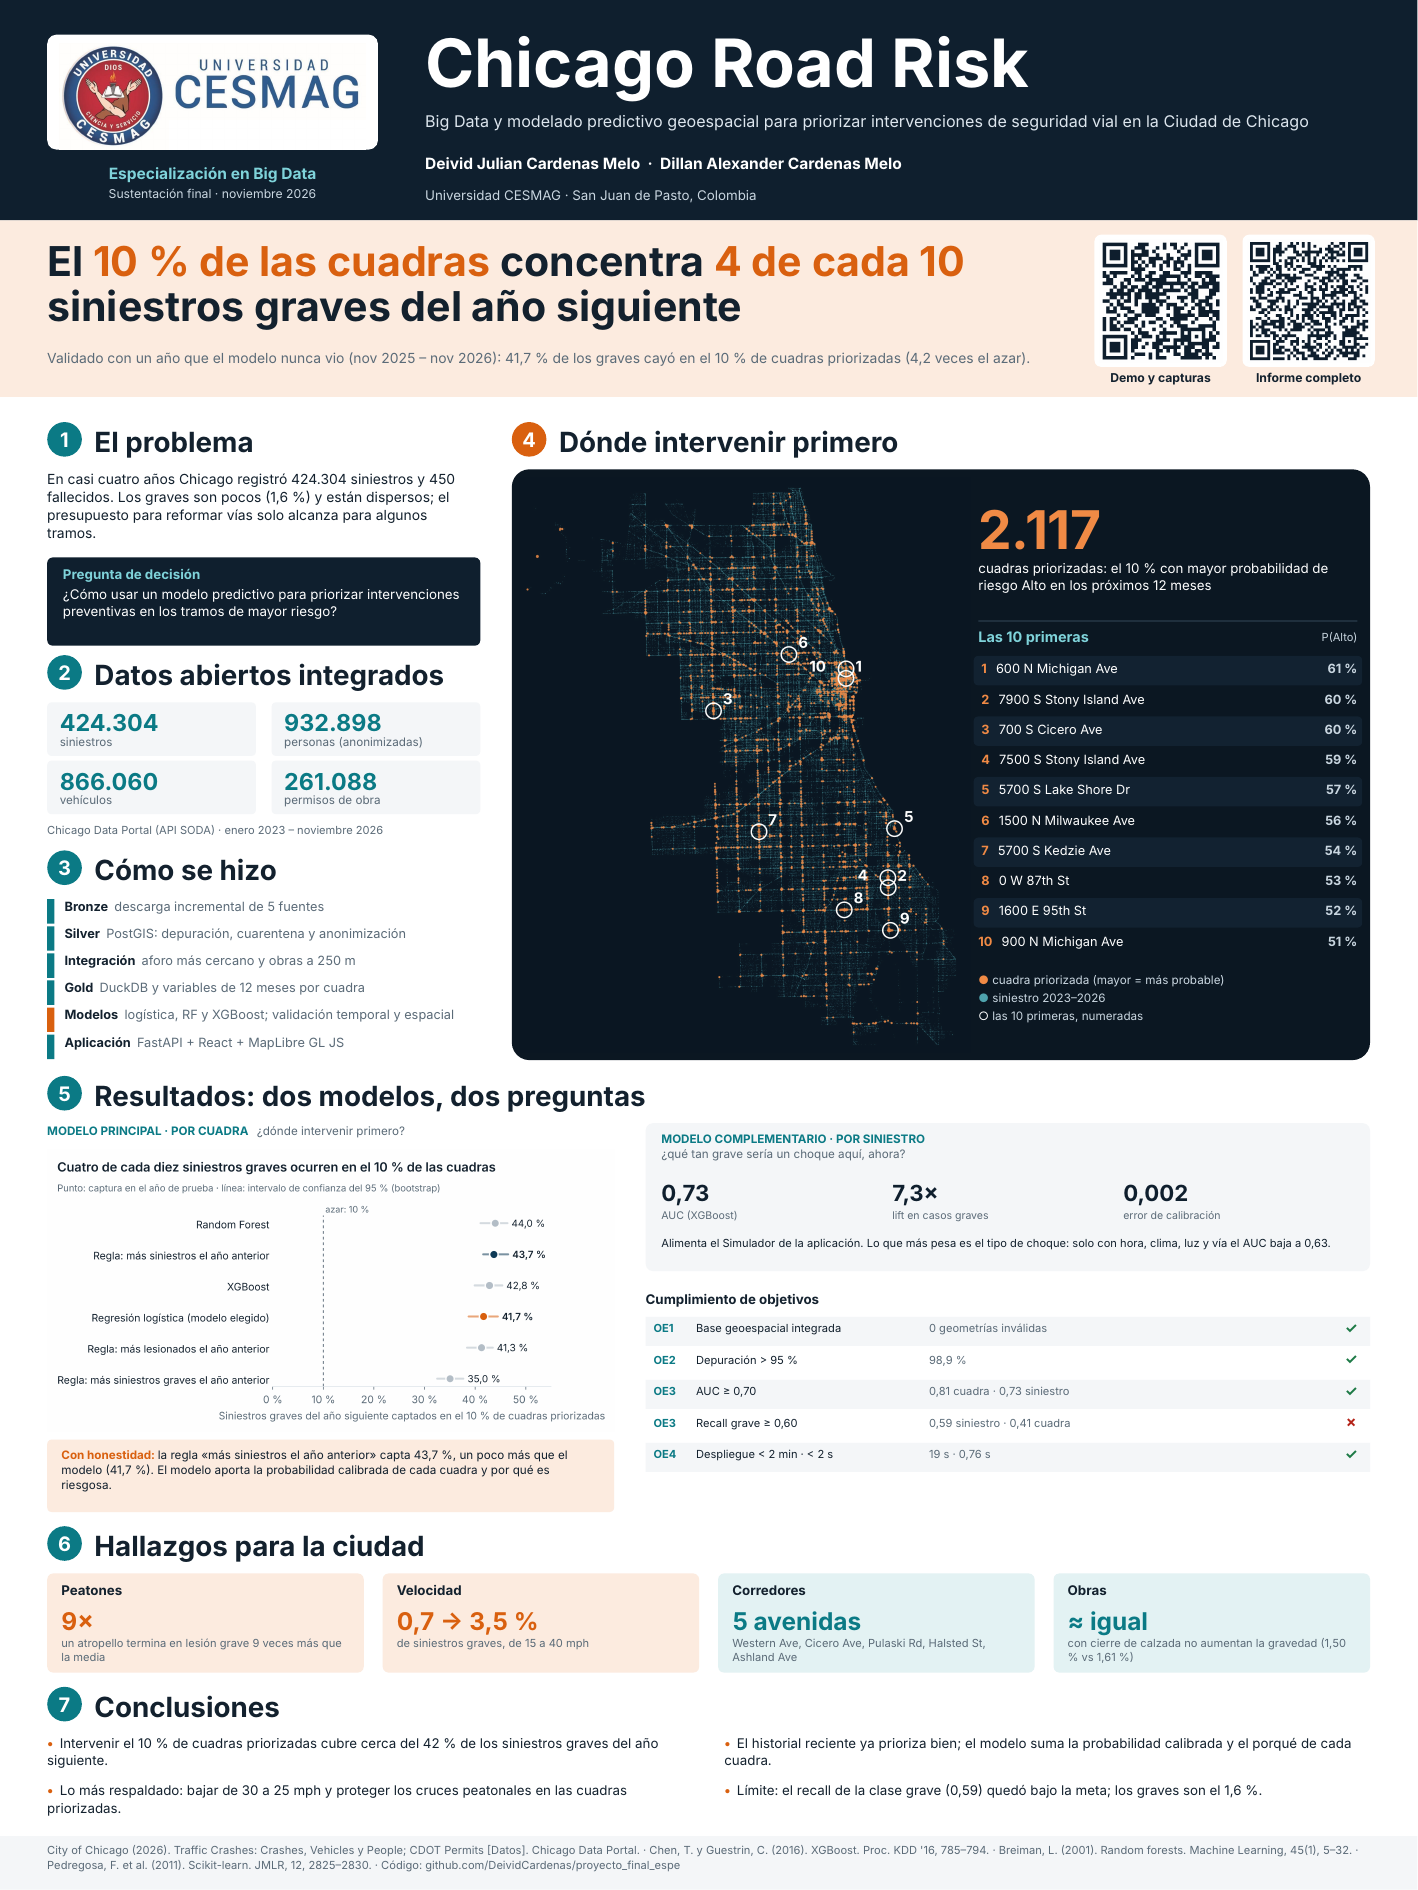 UNIVERSIDAD
DIOS
CIENCIA Y SERVICIO
CESMAG
UNIVERSIDAD
CESMAG
Especialización en Big Data
Sustentación final · noviembre 2026
Chicago Road Risk
Big Data y modelado predictivo geoespacial para priorizar intervenciones de seguridad vial en la Ciudad de Chicago
Deivid Julian Cardenas Melo · Dillan Alexander Cardenas Melo
Universidad CESMAG · San Juan de Pasto, Colombia
El 10 % de las cuadras concentra 4 de cada 10
siniestros graves del año siguiente
Validado con un año que el modelo nunca vio (nov 2025 – nov 2026): 41,7 % de los graves cayó en el 10 % de cuadras priorizadas (4,2 veces el azar).
Demo y capturas
Informe completo
1 El problema
En casi cuatro años Chicago registró 424.304 siniestros y 450
fallecidos. Los graves son pocos (1,6 %) y están dispersos; el
presupuesto para reformar vías solo alcanza para algunos
tramos.
Pregunta de decisión
¿Cómo usar un modelo predictivo para priorizar intervenciones
preventivas en los tramos de mayor riesgo?
2 Datos abiertos integrados
424.304
siniestros
932.898
personas (anonimizadas)
866.060
vehículos
261.088
permisos de obra
Chicago Data Portal (API SODA) · enero 2023 – noviembre 2026
3 Cómo se hizo
Bronze descarga incremental de 5 fuentes
Silver PostGIS: depuración, cuarentena y anonimización
Integración aforo más cercano y obras a 250 m
Gold DuckDB y variables de 12 meses por cuadra
Modelos logística, RF y XGBoost; validación temporal y espacial
Aplicación FastAPI + React + MapLibre GL JS
4 Dónde intervenir primero
6
10 1
3
7
5
4 2
8
9
2.117
cuadras priorizadas: el 10 % con mayor probabilidad de
riesgo Alto en los próximos 12 meses
Las 10 primeras P(Alto)
1 600 N Michigan Ave 61 %
2 7900 S Stony Island Ave 60 %
3 700 S Cicero Ave 60 %
4 7500 S Stony Island Ave 59 %
5 5700 S Lake Shore Dr 57 %
6 1500 N Milwaukee Ave 56 %
7 5700 S Kedzie Ave 54 %
8 0 W 87th St 53 %
9 1600 E 95th St 52 %
10 900 N Michigan Ave 51 %
cuadra priorizada (mayor = más probable)
siniestro 2023–2026
las 10 primeras, numeradas
5 Resultados: dos modelos, dos preguntas
MODELO PRINCIPAL · POR CUADRA ¿dónde intervenir primero?
Cuatro de cada diez siniestros graves ocurren en el 10 % de las cuadras
Punto: captura en el año de prueba · línea: intervalo de confianza del 95 % (bootstrap)
azar: 10 %
Random Forest 44,0 %
Regla: más siniestros el año anterior 43,7 %
XGBoost 42,8 %
Regresión logística (modelo elegido) 41,7 %
Regla: más lesionados el año anterior 41,3 %
Regla: más siniestros graves el año anterior 35,0 %
0 % 10 % 20 % 30 % 40 % 50 %
Siniestros graves del año siguiente captados en el 10 % de cuadras priorizadas
Con honestidad: la regla «más siniestros el año anterior» capta 43,7 %, un poco más que el
modelo (41,7 %). El modelo aporta la probabilidad calibrada de cada cuadra y por qué es
riesgosa.
MODELO COMPLEMENTARIO · POR SINIESTRO
¿qué tan grave sería un choque aquí, ahora?
0,73
AUC (XGBoost)
7,3×
lift en casos graves
0,002
error de calibración
Alimenta el Simulador de la aplicación. Lo que más pesa es el tipo de choque: solo con hora, clima, luz y vía el AUC baja a 0,63.
Cumplimiento de objetivos
OE1 Base geoespacial integrada 0 geometrías inválidas ✓
OE2 Depuración > 95 % 98,9 % ✓
OE3 AUC ≥ 0,70 0,81 cuadra · 0,73 siniestro ✓
OE3 Recall grave ≥ 0,60 0,59 siniestro · 0,41 cuadra ×
OE4 Despliegue < 2 min · < 2 s 19 s · 0,76 s ✓
6 Hallazgos para la ciudad
Peatones
9×
un atropello termina en lesión grave 9 veces más que
la media
Velocidad
0,7 → 3,5 %
de siniestros graves, de 15 a 40 mph
Corredores
5 avenidas
Western Ave, Cicero Ave, Pulaski Rd, Halsted St,
Ashland Ave
Obras
≈ igual
con cierre de calzada no aumentan la gravedad (1,50
% vs 1,61 %)
7 Conclusiones
• Intervenir el 10 % de cuadras priorizadas cubre cerca del 42 % de los siniestros graves del año
siguiente.
• Lo más respaldado: bajar de 30 a 25 mph y proteger los cruces peatonales en las cuadras
priorizadas.
• El historial reciente ya prioriza bien; el modelo suma la probabilidad calibrada y el porqué de cada
cuadra.
• Límite: el recall de la clase grave (0,59) quedó bajo la meta; los graves son el 1,6 %.
City of Chicago (2026). Traffic Crashes: Crashes, Vehicles y People; CDOT Permits [Datos]. Chicago Data Portal. · Chen, T. y Guestrin, C. (2016). XGBoost. Proc. KDD '16, 785–794. · Breiman, L. (2001). Random forests. Machine Learning, 45(1), 5–32. ·
Pedregosa, F. et al. (2011). Scikit-learn. JMLR, 12, 2825–2830. · Código: github.com/DeividCardenas/proyecto_final_espe